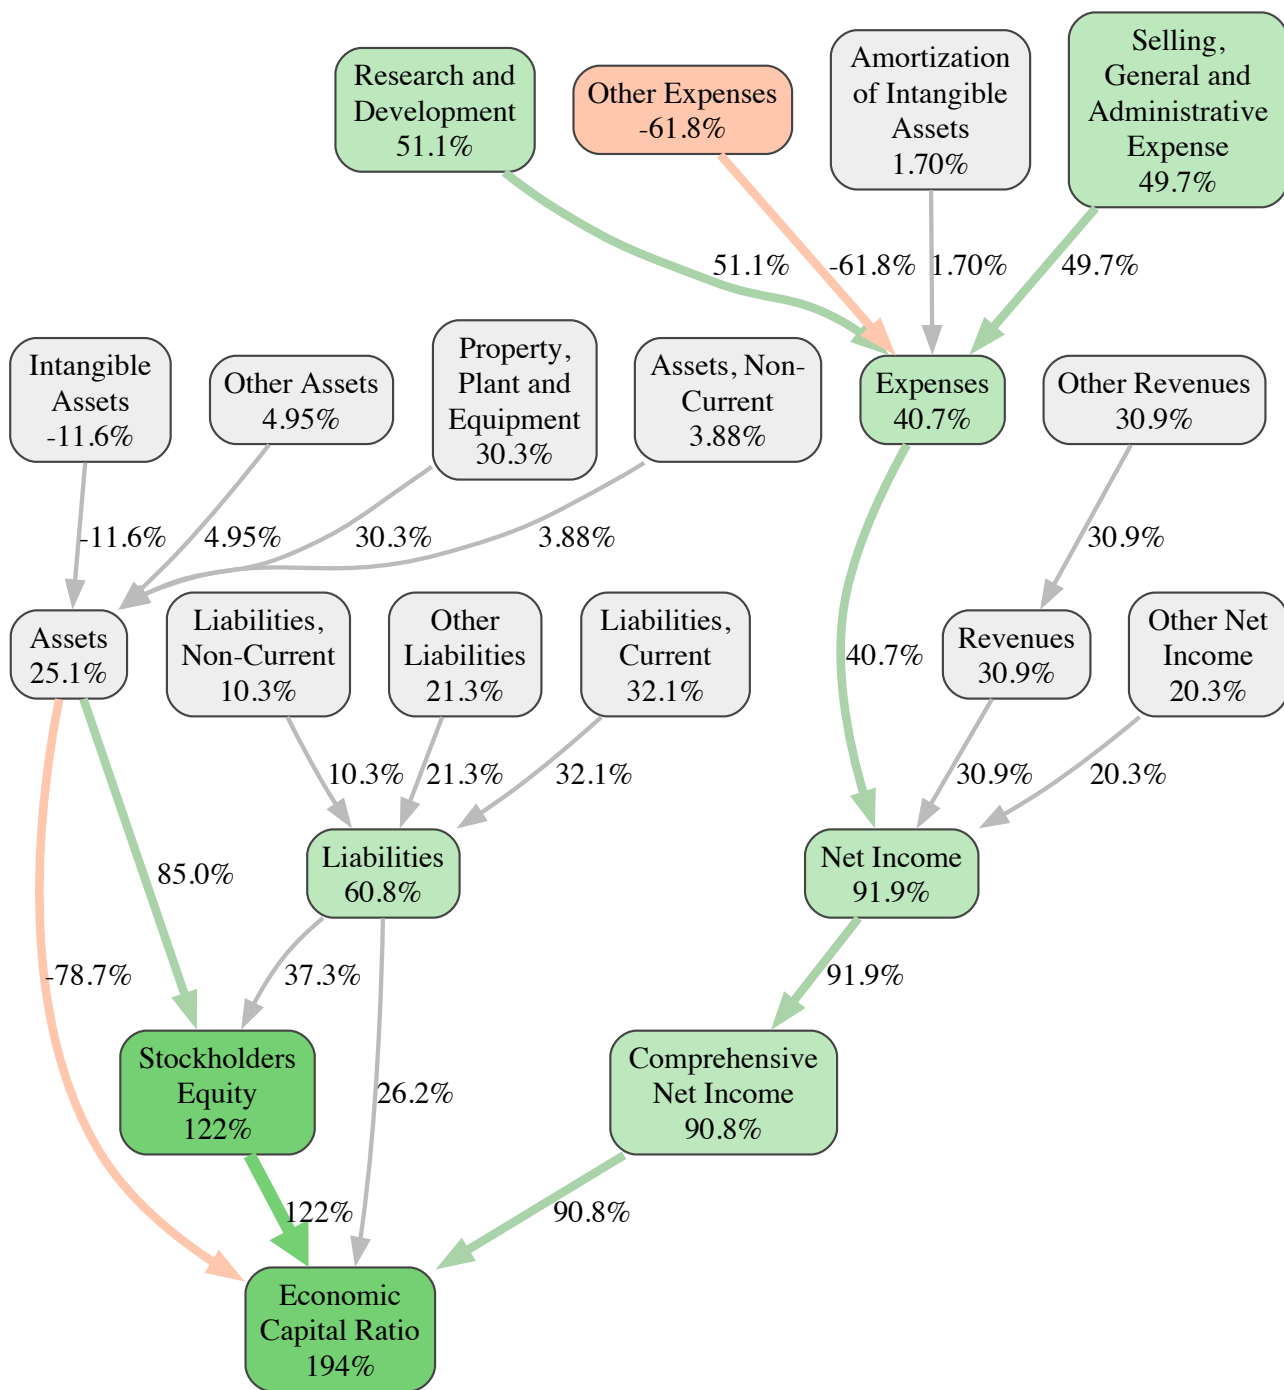 Research and
Development
51.1%
Other Expenses
-61.8%
Amortization
of Intangible
Assets
1.70%
Selling,
General and
Administrative
Expense
49.7%
51.1%
-61.8%
1.70%
49.7%
Intangible
Assets
-11.6%
Other Assets
4.95%
Property,
Plant and
Equipment
30.3%
Assets, Non-
Current
3.88%
Expenses
40.7%
Other Revenues
30.9%
-11.6%
4.95%
30.3%
3.88%
30.9%
Assets
25.1%
Liabilities,
Non-Current
10.3%
Other
Liabilities
21.3%
Liabilities,
Current
32.1%
40.7%
Revenues
30.9%
Other Net
Income
20.3%
10.3%
21.3%
32.1%
30.9%
20.3%
85.0%
Liabilities
60.8%
Net Income
91.9%
-78.7%
37.3%
91.9%
Stockholders
Equity
122%
26.2%
Comprehensive
Net Income
90.8%
122%
90.8%
Economic
Capital Ratio
194%